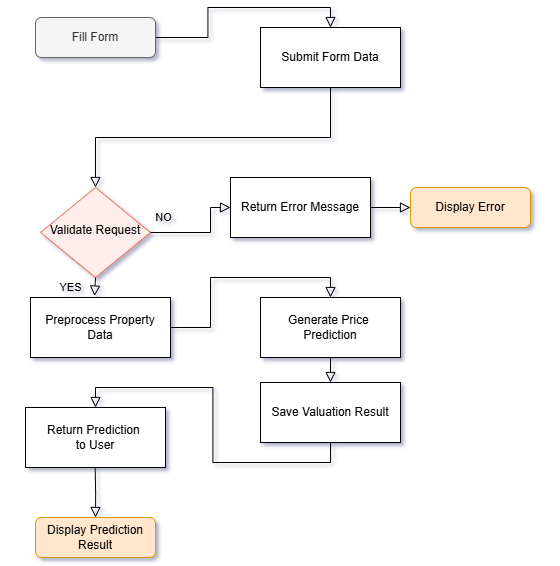 Fill Form
Submit Form Data
Validate Request
NO
Return Error Message
Display Error
YES
Preprocess Property
Data
Generate Price
Prediction
Save Valuation Result
Return Prediction
to User
Display Prediction
Result